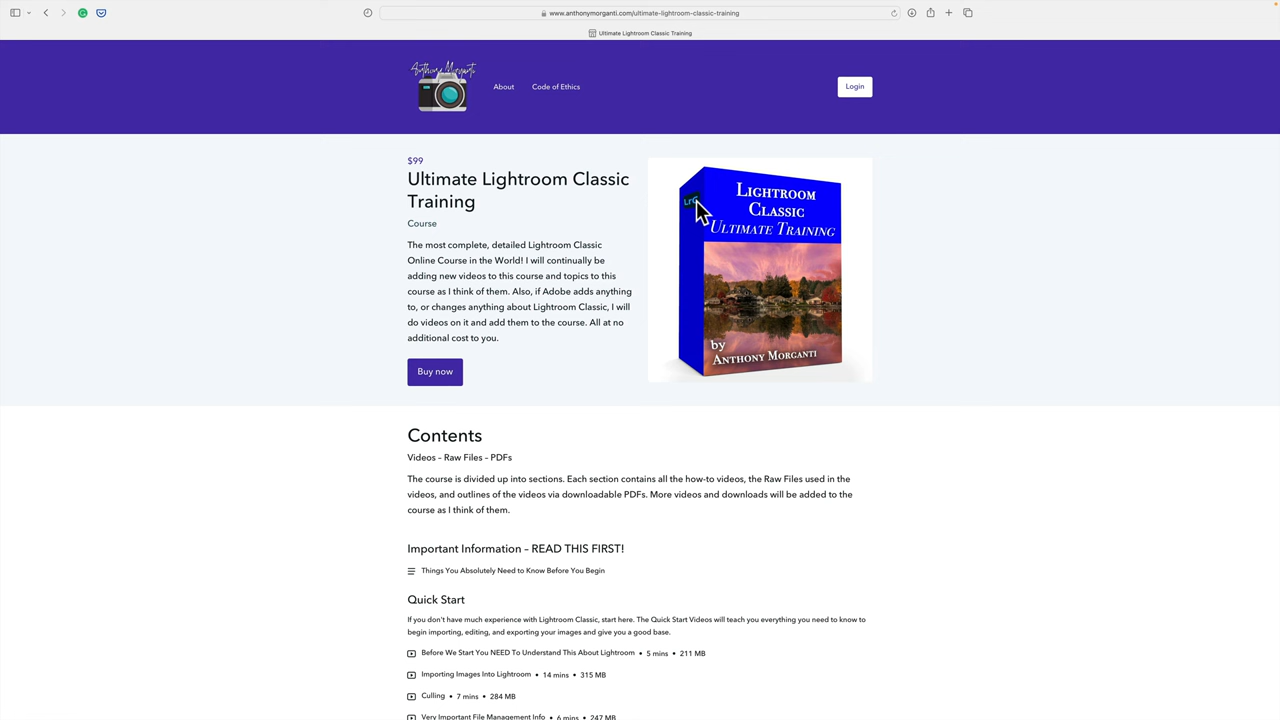 www.anthonymorganti.com/ultimate-lightroom-classic-training
Ultimate Lightroom Classic Training
Anthony Morganti
About
Code of Ethics
Login
$99
Ultimate Lightroom Classic
Training
Course
The most complete, detailed Lightroom Classic
Online Course in the World! I will continually be
adding new videos to this course and topics to this
course as I think of them. Also, if Adobe adds anything
to, or changes anything about Lightroom Classic, I will
do videos on it and add them to the course. All at no
additional cost to you.
Buy now
LIGHTROOM
CLASSIC
ULTIMATE TRAINING
by
ANTHONY MORGANTI
Contents
Videos – Raw Files – PDFs
The course is divided up into sections. Each section contains all the how-to videos, the Raw Files used in the
videos, and outlines of the videos via downloadable PDFs. More videos and downloads will be added to the
course as I think of them.
Important Information – READ THIS FIRST!
Things You Absolutely Need to Know Before You Begin
Quick Start
If you don't have much experience with Lightroom Classic, start here. The Quick Start Videos will teach you everything you need to know to
begin importing, editing, and exporting your images and give you a good base.
Before We Start You NEED To Understand This About Lightroom • 5 mins • 211 MB
Importing Images Into Lightroom • 14 mins • 315 MB
Culling • 7 mins • 284 MB
Very Important File Management Info • 6 mins • 247 MB